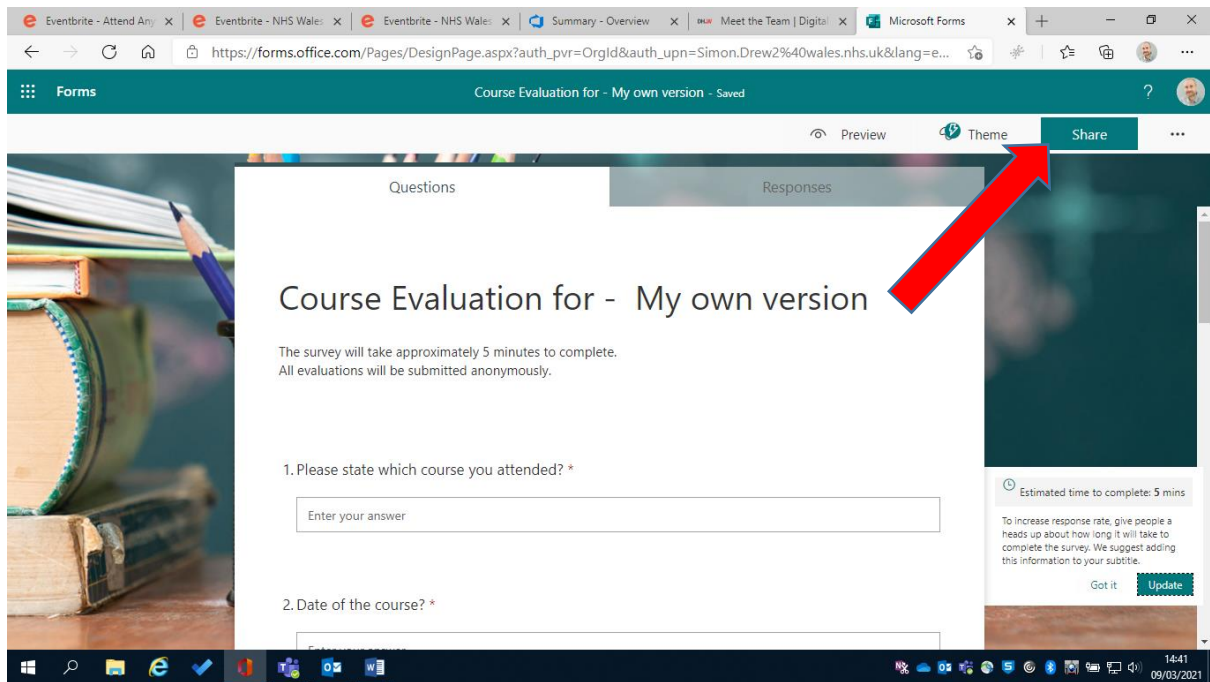 Eventbrite - Attend Any
Eventbrite - NHS Wales
Eventbrite - NHS Wales
Summary - Overview
Meet the Team | Digital
Microsoft Forms
https://forms.office.com/Pages/DesignPage.aspx?auth_pvr=OrgId&auth_upn=Simon.Drew2%40wales.nhs.uk&lang=e...
Forms
Course Evaluation for - My own version - Saved
?
Preview
Theme
Share
Questions
Responses
Course Evaluation for - My own version
The survey will take approximately 5 minutes to complete.
All evaluations will be submitted anonymously.
1. Please state which course you attended? *
Enter your answer
Estimated time to complete: 5 mins
To increase response rate, give people a
heads up about how long it will take to
complete the survey. We suggest adding
this information to your subtitle.
Got it
Update
2. Date of the course? *
Enter your answer
14:41
09/03/2021